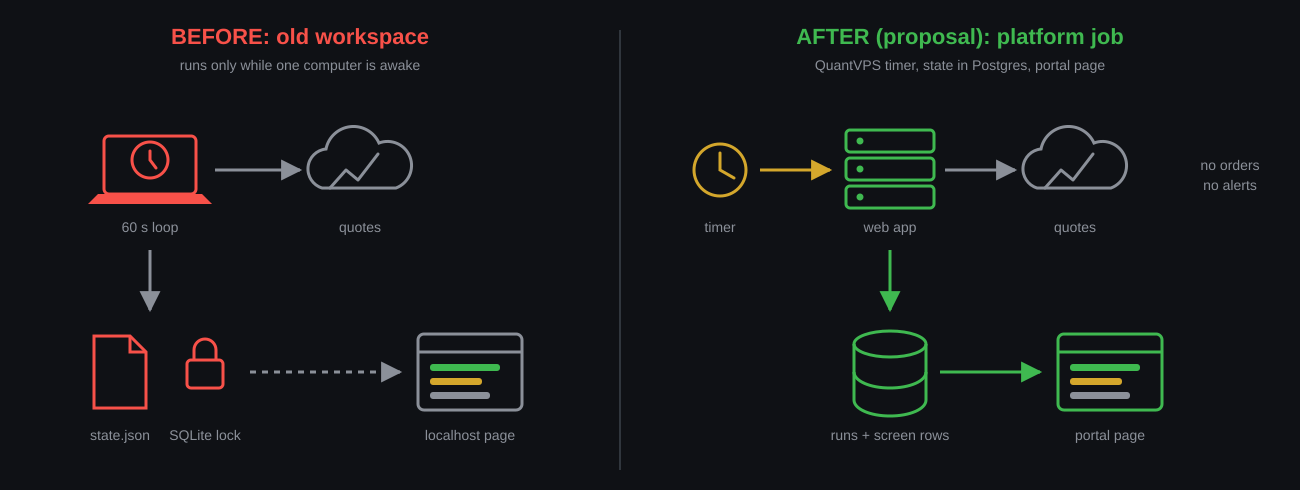 BEFORE: old workspace
runs only while one computer is awake
60 s loop
quotes
state.json
SQLite lock
localhost page
AFTER (proposal): platform job
QuantVPS timer, state in Postgres, portal page
timer
web app
quotes
no orders
no alerts
runs + screen rows
portal page